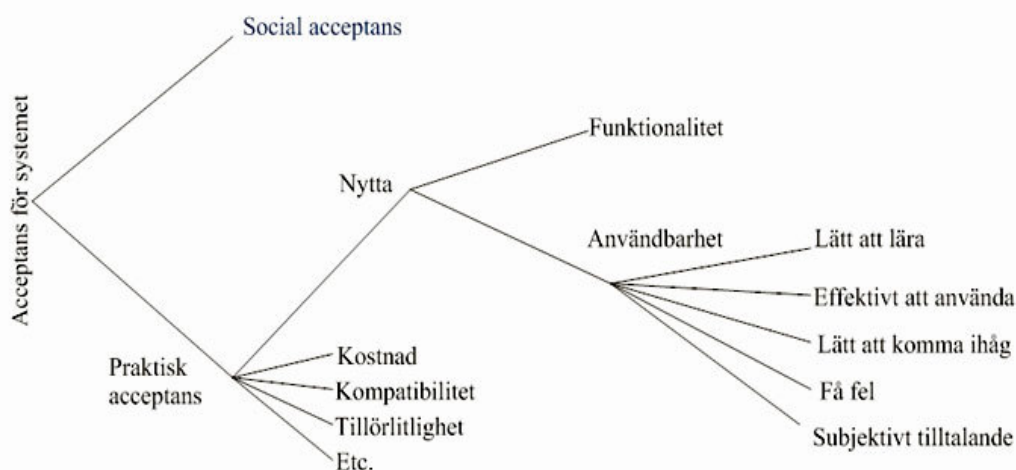 Social acceptans
Acceptans för systemet
Funktionalitet
Nytta
Användbarhet
Lätt att lära
Effektivt att använda
Lätt att komma ihåg
Få fel
Subjektivt tilltalande
Praktisk
acceptans
Kostnad
Kompatibilitet
Tillörlitlighet
Etc.